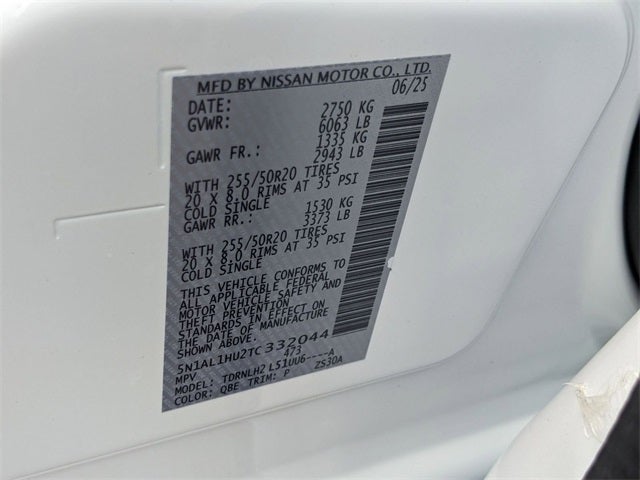 MFD BY NISSAN MOTOR CO., LTD.
DATE: 06/25
GVWR: 2750 KG
6063 LB
GAWR FR.: 1335 KG
2943 LB
WITH 255/50R20 TIRES
20 X 8.0 RIMS AT 35 PSI
COLD SINGLE
GAWR RR.: 1530 KG
3373 LB
WITH 255/50R20 TIRES
20 X 8.0 RIMS AT 35 PSI
COLD SINGLE
THIS VEHICLE CONFORMS TO
ALL APPLICABLE FEDERAL
MOTOR VEHICLE SAFETY AND
THEFT PREVENTION
STANDARDS IN EFFECT ON
THE DATE OF MANUFACTURE
SHOWN ABOVE.
5N1AL1HU2TC332044
MPV 473
MODEL: TDRNLH2 L51UU6----A
COLOR: QBE TRIM: P ZS30A